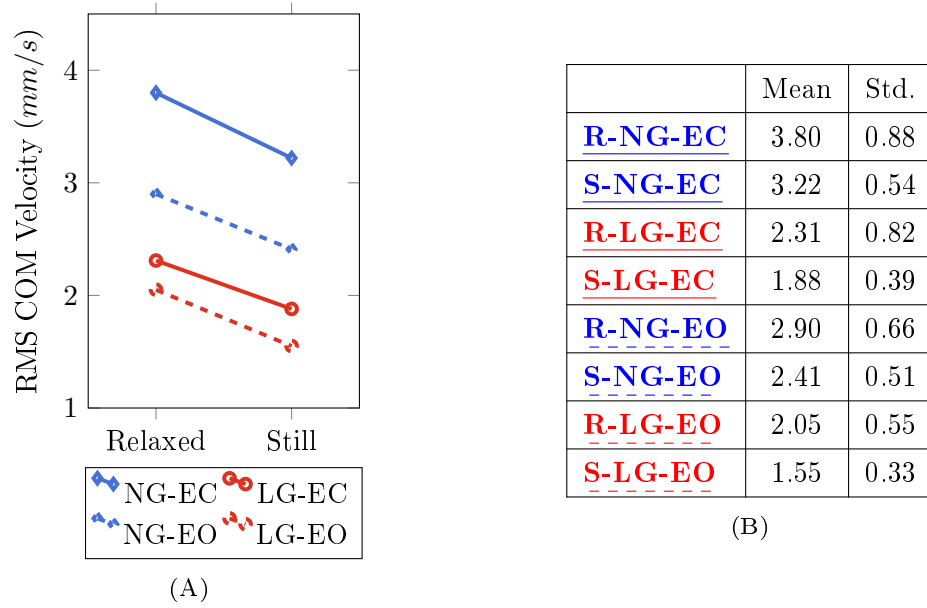 RMS COM Velocity (mm/s)
4
3
2
1
Relaxed Still
NG-EC LG-EC
NG-EO LG-EO
(A)
Mean Std.
R-NG-EC 3.80 0.88
S-NG-EC 3.22 0.54
R-LG-EC 2.31 0.82
S-LG-EC 1.88 0.39
R-NG-EO 2.90 0.66
S-NG-EO 2.41 0.51
R-LG-EO 2.05 0.55
S-LG-EO 1.55 0.33
(B)